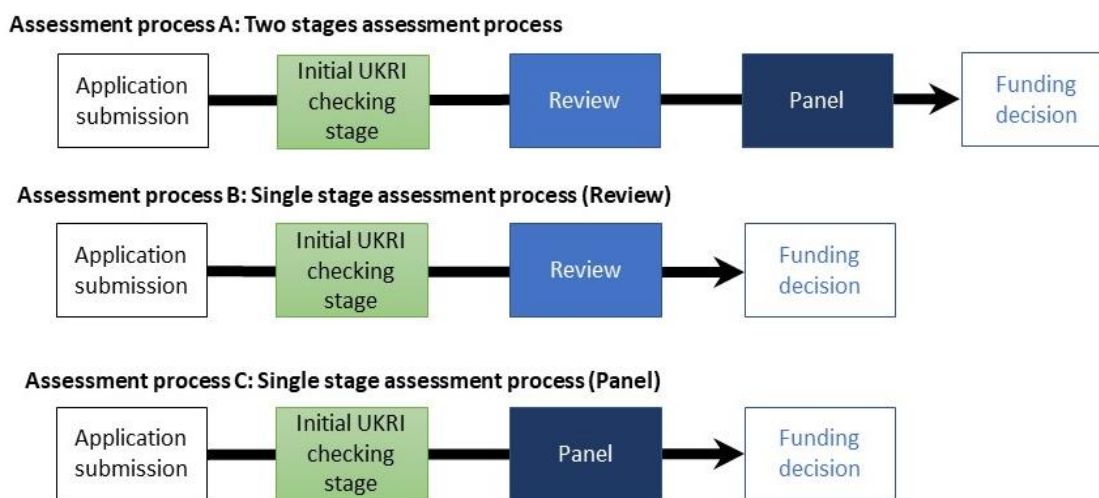 Assessment process A: Two stages assessment process
Application
submission
Initial UKRI
checking
stage
Review
Panel
Funding
decision
Assessment process B: Single stage assessment process (Review)
Application
submission
Initial UKRI
checking
stage
Review
Funding
decision
Assessment process C: Single stage assessment process (Panel)
Application
submission
Initial UKRI
checking
stage
Panel
Funding
decision